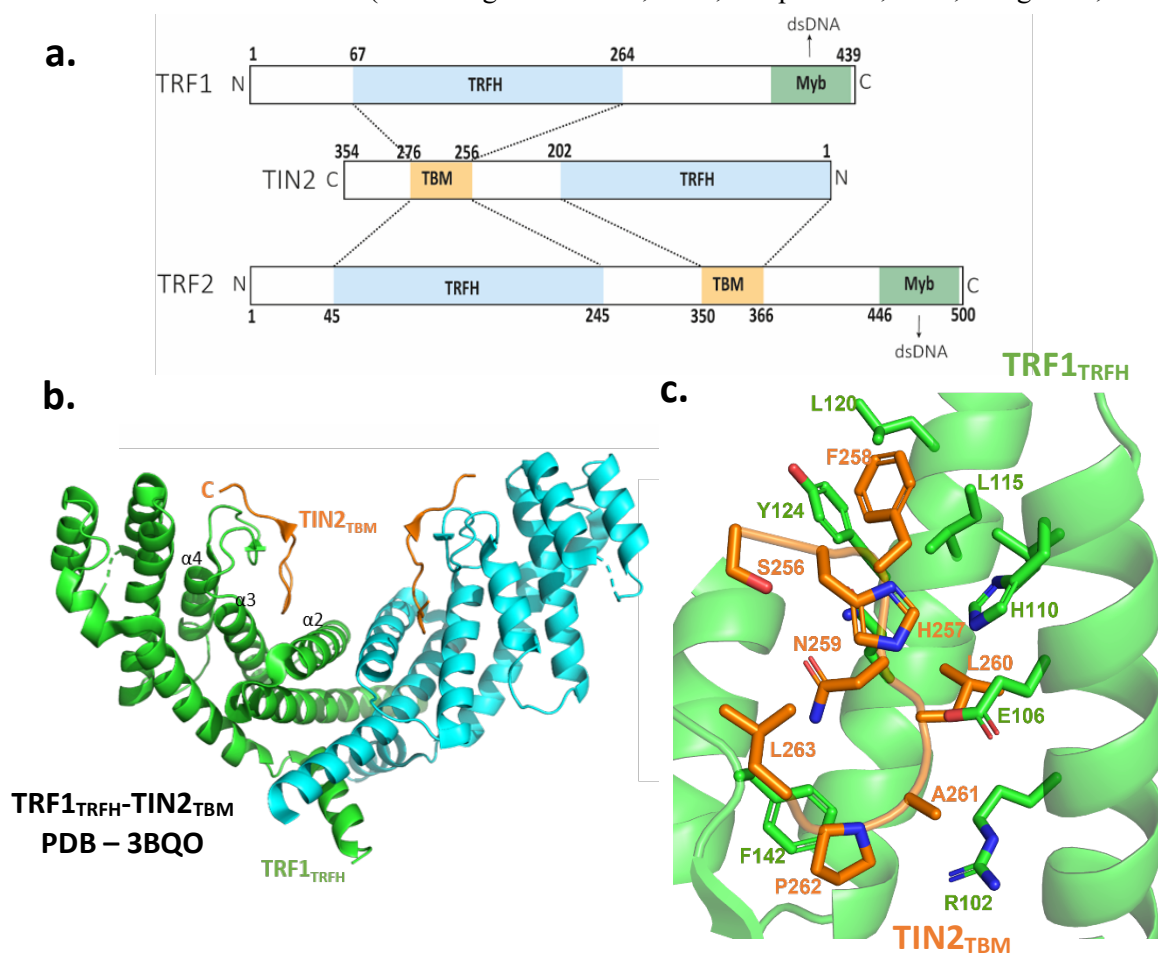 a.
dsDNA
1 67 264 439
TRF1 N TRFH Myb C
354 276 256 202 1
TIN2 C TBM TRFH N
TRF2 N TRFH TBM Myb C
1 45 245 350 366 446 500
dsDNA
b.
C
TIN2TBM
α4
α3
α2
TRF1TRFH-TIN2TBM
PDB – 3BQO
TRF1TRFH
c.
TRF1TRFH
L120
F258
L115
Y124
S256
H110
H257
N259
L260
E106
L263
A261
F142
P262
R102
TIN2TBM